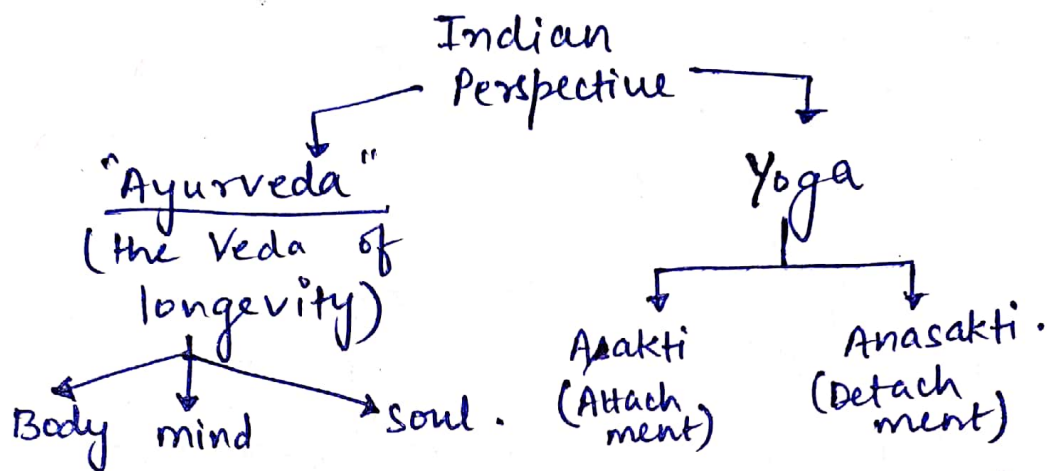 Indian
Perspective
"Ayurveda"
(the Veda of
longevity)
Body mind soul.
Yoga
Asakti
(Attach
ment)
Anasakti.
(Detach
ment)